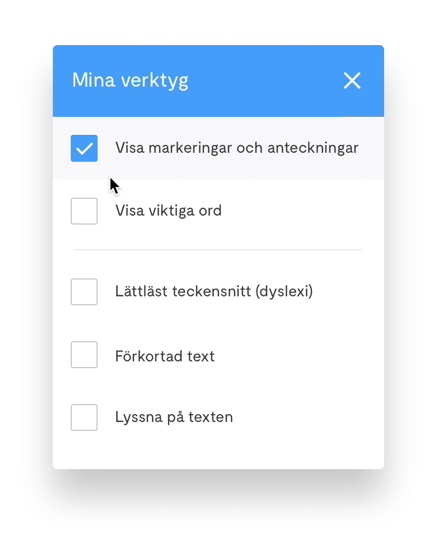 Mina verktyg
Visa markeringar och anteckningar
Visa viktiga ord
Lättläst teckensnitt (dyslexi)
Förkortad text
Lyssna på texten